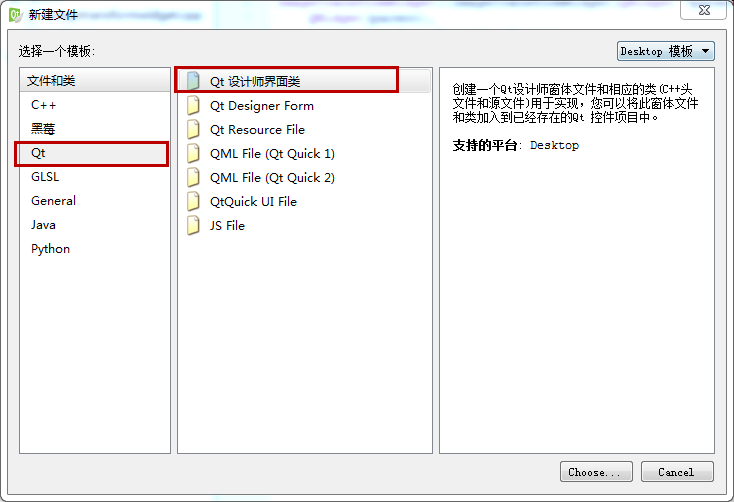 新建文件
选择一个模板:
Desktop 模板
文件和类
C++
黑莓
Qt
GLSL
General
Java
Python
Qt 设计师界面类
Qt Designer Form
Qt Resource File
QML File (Qt Quick 1)
QML File (Qt Quick 2)
QtQuick UI File
JS File
创建一个Qt设计师窗体文件和相应的类(C++头
文件和源文件)用于实现，您可以将此窗体文件
和类加入到已经存在的Qt 控件项目中。
支持的平台: Desktop
Choose...
Cancel